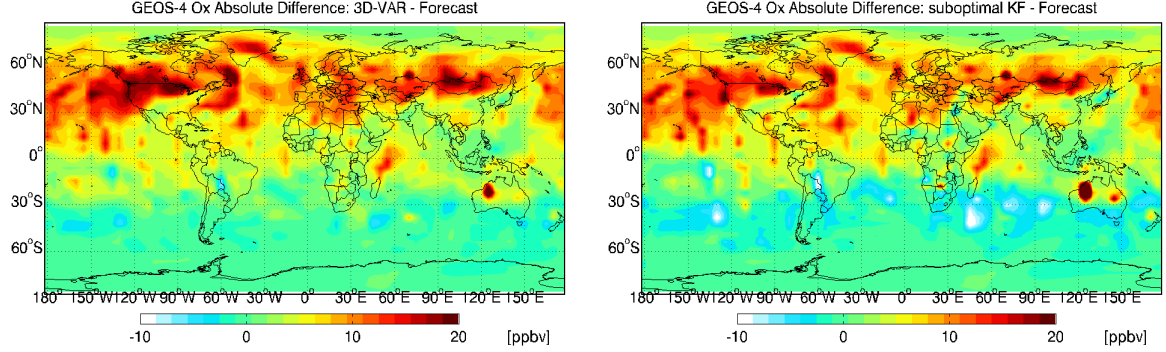 GEOS-4 Ox Absolute Difference: 3D-VAR - Forecast
60°N
30°N
0°
30°S
60°S
180°150°W120°W 90°W 60°W 30°W 0° 30°E 60°E 90°E 120°E150°E
-10 0 10 20 [ppbv]
GEOS-4 Ox Absolute Difference: suboptimal KF - Forecast
60°N
30°N
0°
30°S
60°S
180°150°W120°W 90°W 60°W 30°W 0° 30°E 60°E 90°E 120°E150°E
-10 0 10 20 [ppbv]